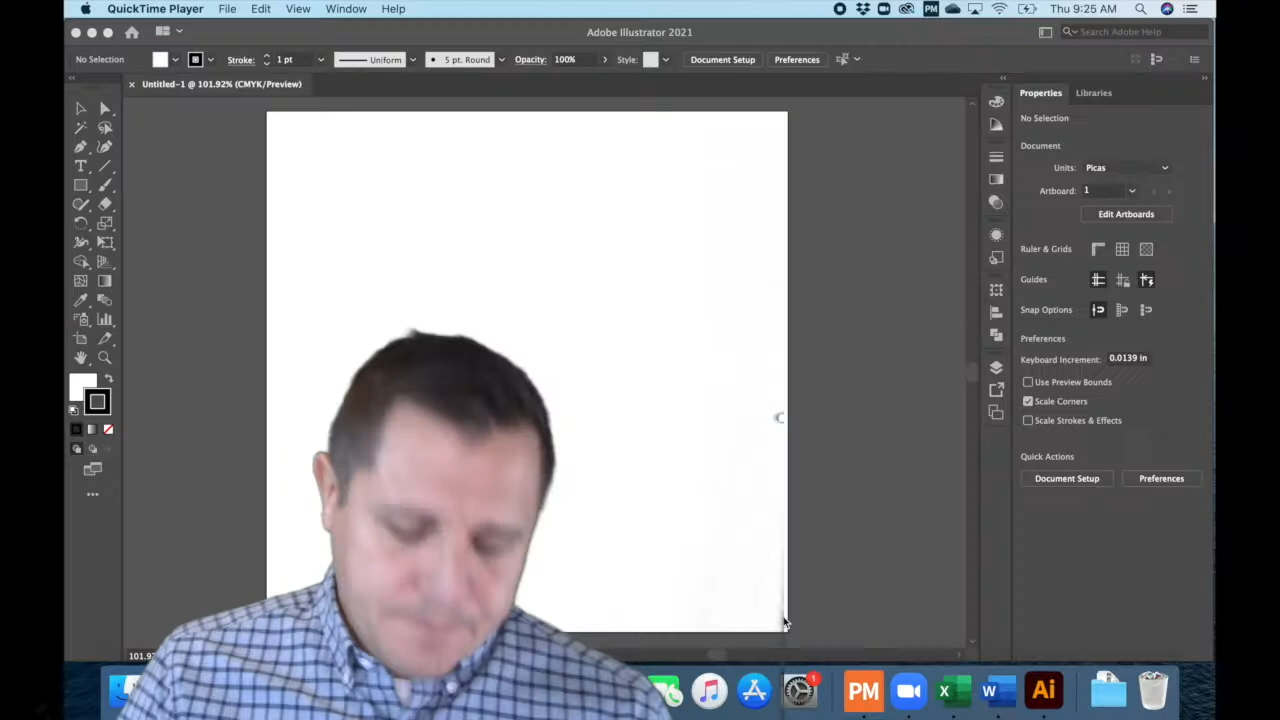 QuickTime Player File Edit View Window Help PM Thu 9:25 AM
Adobe Illustrator 2021 Search Adobe Help
No Selection Stroke: 1 pt Uniform 5 pt. Round Opacity: 100% Style: Document Setup Preferences
× Untitled-1 @ 101.92% (CMYK/Preview)
Properties Libraries
No Selection
Document
Units: Picas
Artboard: 1
Edit Artboards
Ruler & Grids
Guides
Snap Options
Preferences
Keyboard Increment: 0.0139 in
Use Preview Bounds
Scale Corners
Scale Strokes & Effects
Quick Actions
Document Setup Preferences
T
1
PM X W Ai